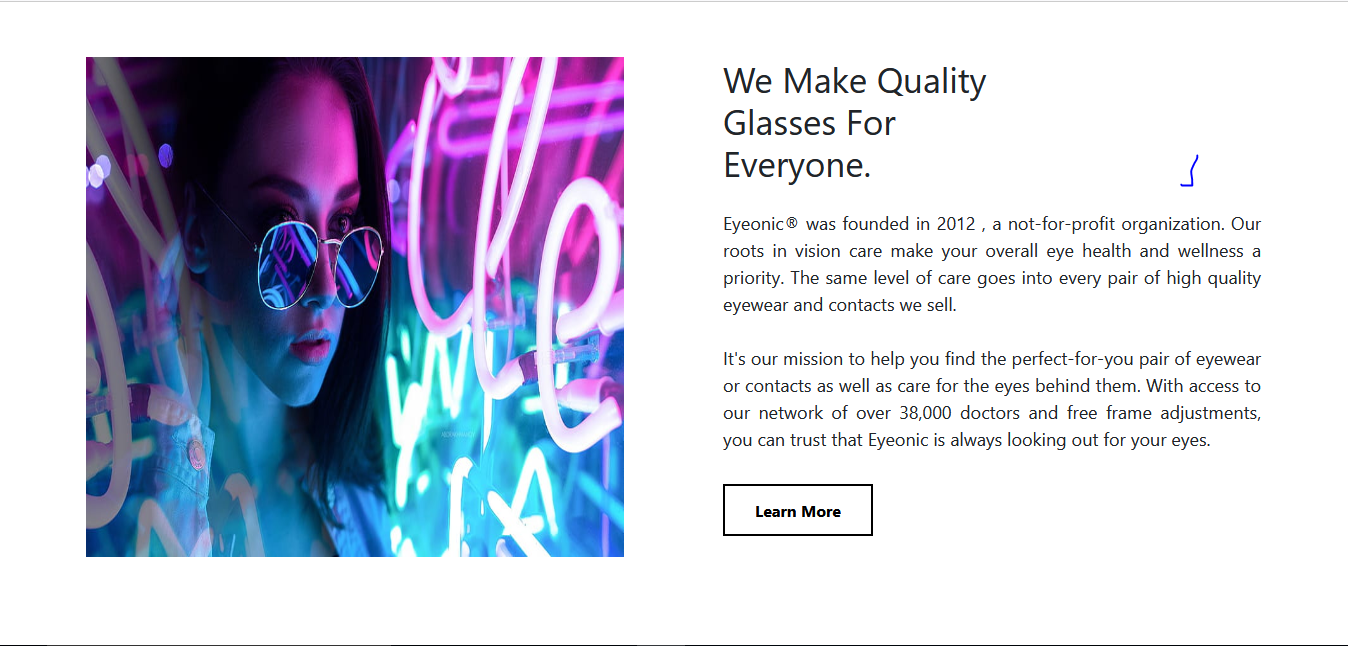 We Make Quality
Glasses For
Everyone.
Eyeonic® was founded in 2012 , a not-for-profit organization. Our
roots in vision care make your overall eye health and wellness a
priority. The same level of care goes into every pair of high quality
eyewear and contacts we sell.
It's our mission to help you find the perfect-for-you pair of eyewear
or contacts as well as care for the eyes behind them. With access to
our network of over 38,000 doctors and free frame adjustments,
you can trust that Eyeonic is always looking out for your eyes.
Learn More